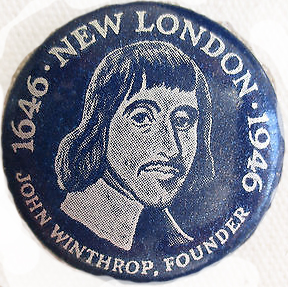 1646 · NEW LONDON · 1946
JOHN WINTHROP, FOUNDER